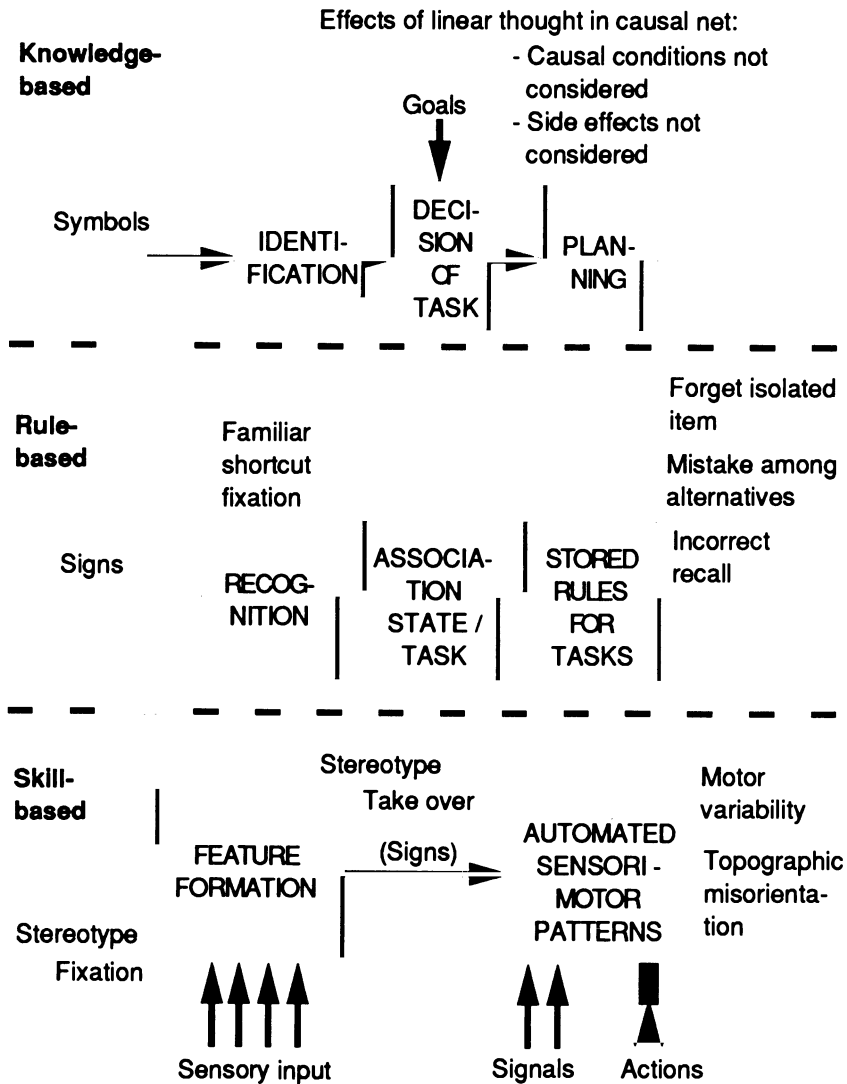 Effects of linear thought in causal net:
Knowledge-
based
- Causal conditions not
considered
- Side effects not
considered
Goals
Symbols
IDENTI-
FICATION
DECI-
SION
OF
TASK
PLAN-
NING
Rule-
based
Familiar
shortcut
fixation
Forget isolated
item
Mistake among
alternatives
Incorrect
recall
Signs
RECOG-
NITION
ASSOCIA-
TION
STATE /
TASK
STORED
RULES
FOR
TASKS
Skill-
based
Stereotype
Take over
Motor
variability
FEATURE
FORMATION
(Signs)
AUTOMATED
SENSORI -
MOTOR
PATTERNS
Topographic
misorienta-
tion
Stereotype
Fixation
Sensory input
Signals
Actions